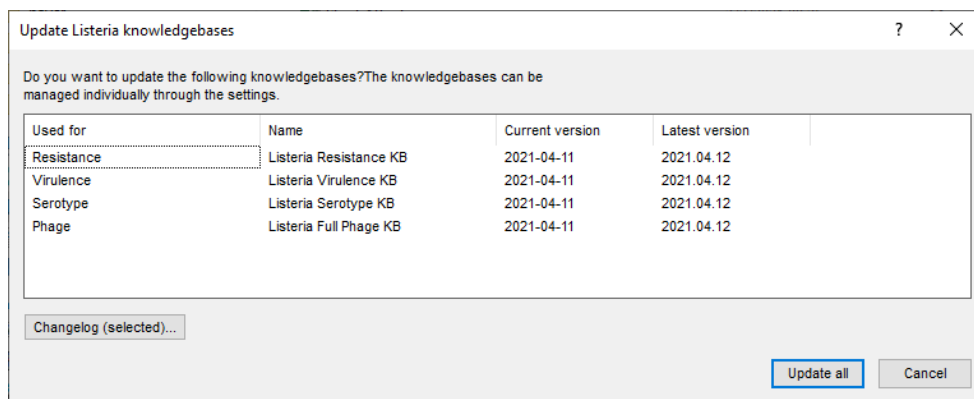 Update Listeria knowledgebases
?
Do you want to update the following knowledgebases?The knowledgebases can be
managed individually through the settings.
Used for Name Current version Latest version
Resistance Listeria Resistance KB 2021-04-11 2021.04.12
Virulence Listeria Virulence KB 2021-04-11 2021.04.12
Serotype Listeria Serotype KB 2021-04-11 2021.04.12
Phage Listeria Full Phage KB 2021-04-11 2021.04.12
Changelog (selected)...
Update all Cancel